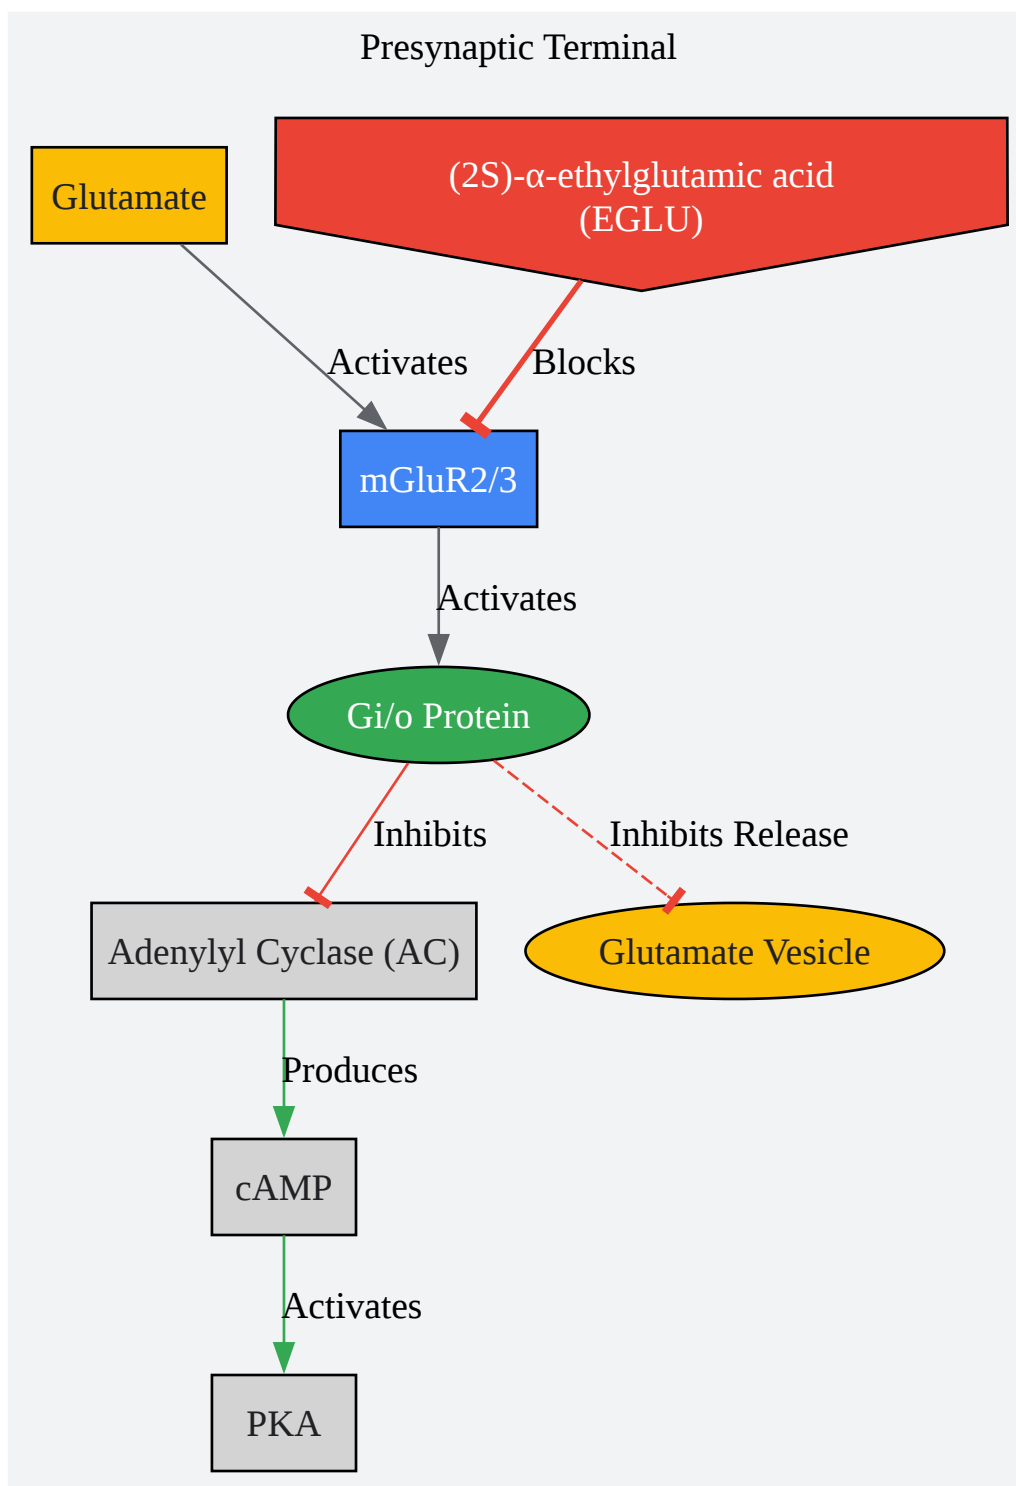 Presynaptic Terminal
Glutamate
(2S)-α-ethylglutamic acid
(EGLU)
Activates
Blocks
mGluR2/3
Activates
Gi/o Protein
Inhibits
Inhibits Release
Adenylyl Cyclase (AC)
Glutamate Vesicle
Produces
cAMP
Activates
PKA